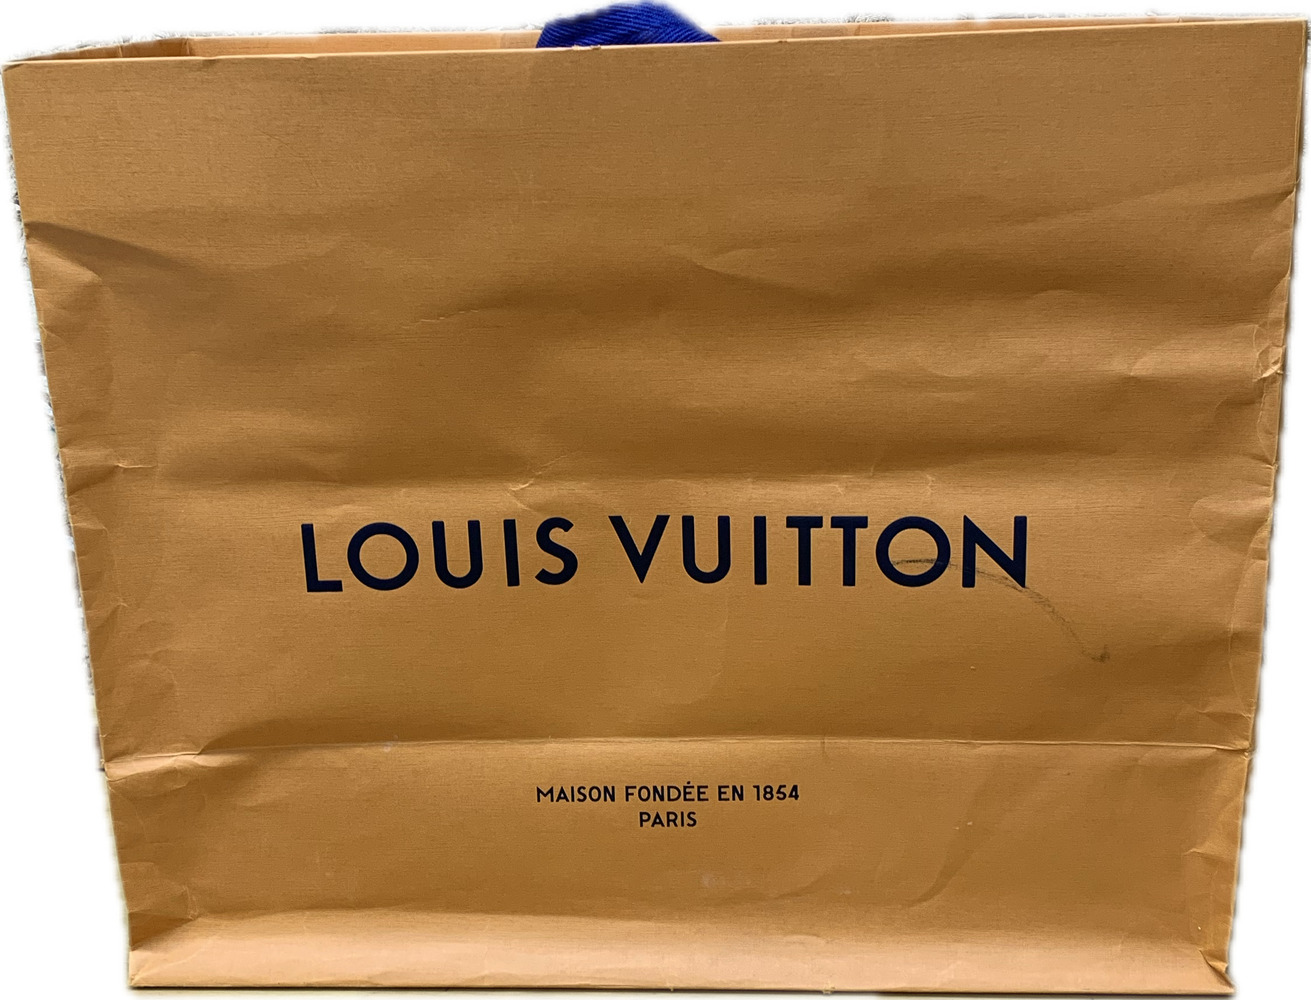 LOUIS VUITTON
MAISON FONDÉE EN 1854
PARIS